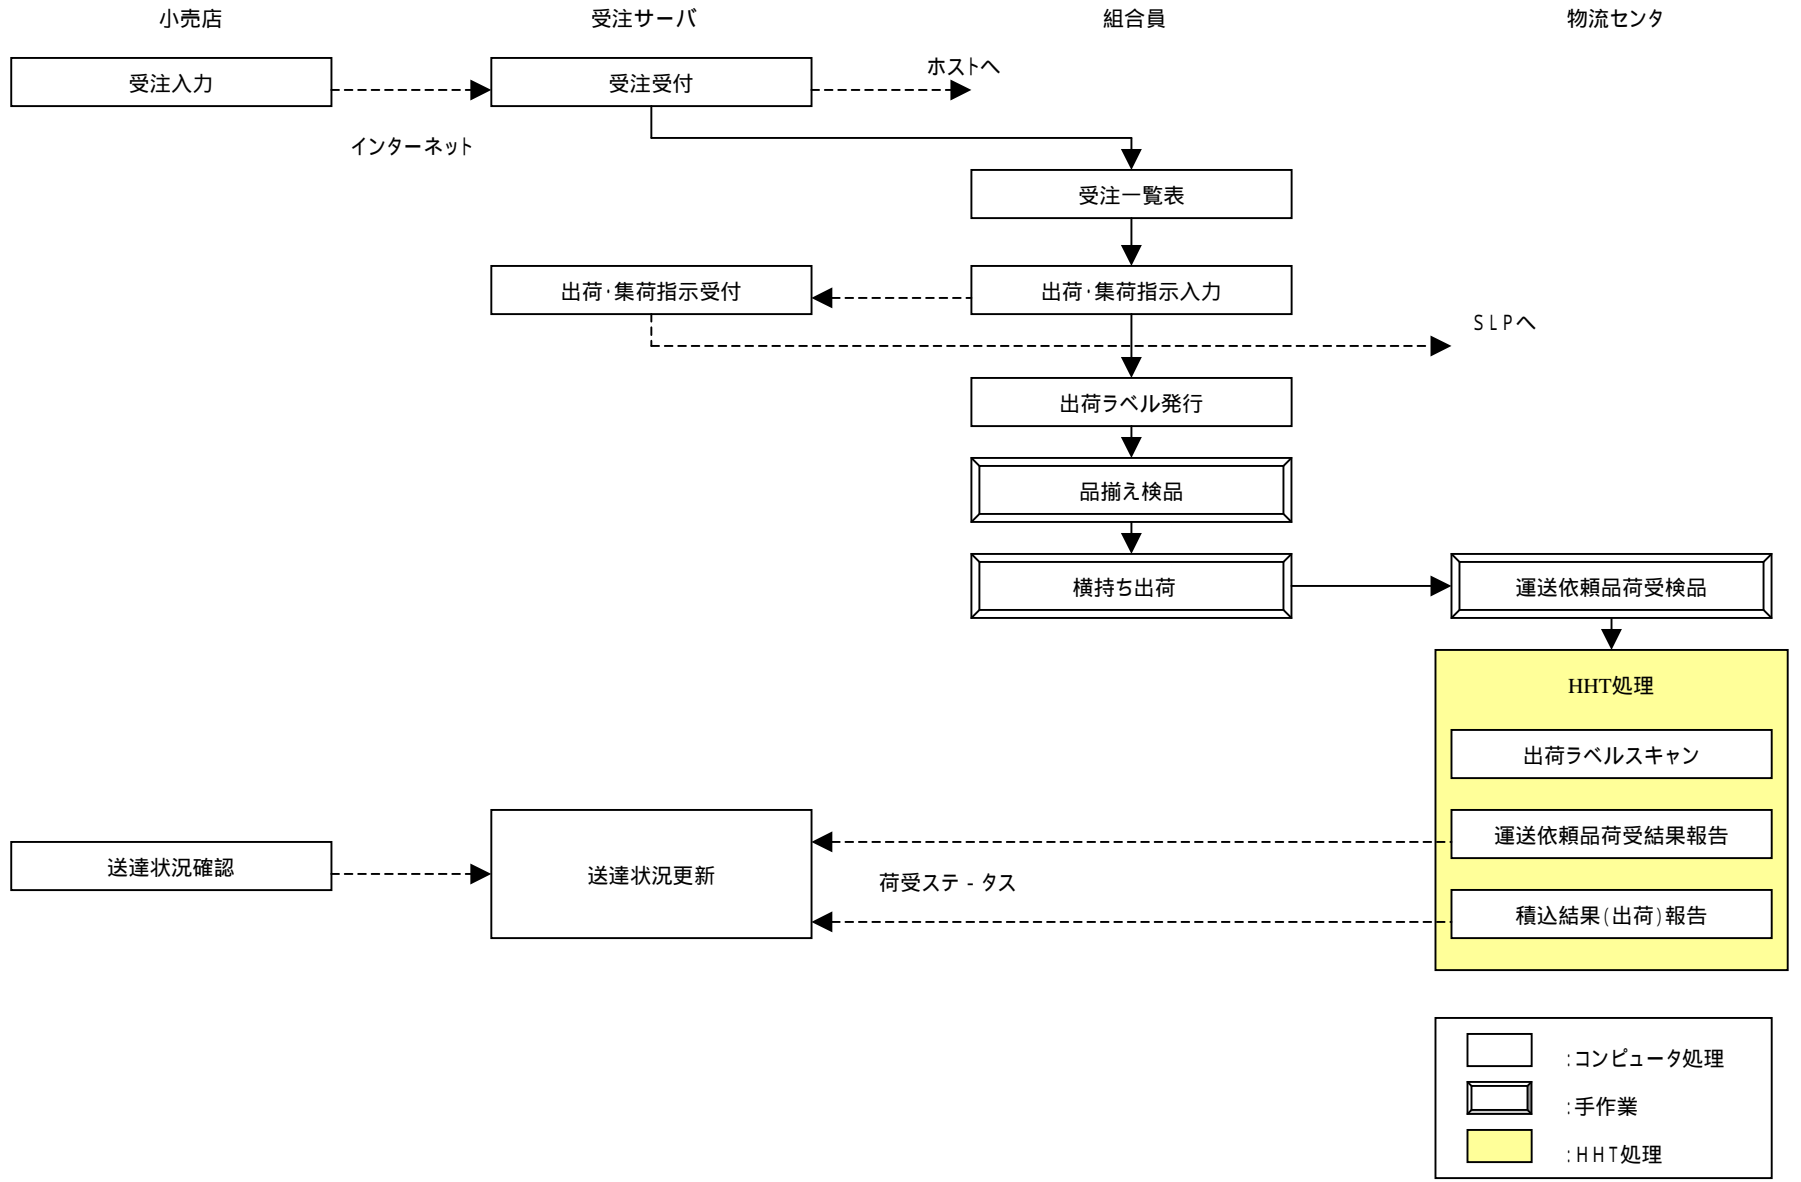 小売店
受注サーバ
組合員
物流センタ
受注入力
受注受付
ホストへ
インターネット
受注一覧表
出荷･集荷指示受付
出荷･集荷指示入力
ＳＬＰへ
出荷ラベル発行
品揃え検品
横持ち出荷
運送依頼品荷受検品
HHT処理
出荷ラベルスキャン
運送依頼品荷受結果報告
送達状況確認
送達状況更新
荷受ステ－タス
積込結果(出荷)報告
:コンピュータ処理
:手作業
:ＨＨＴ処理